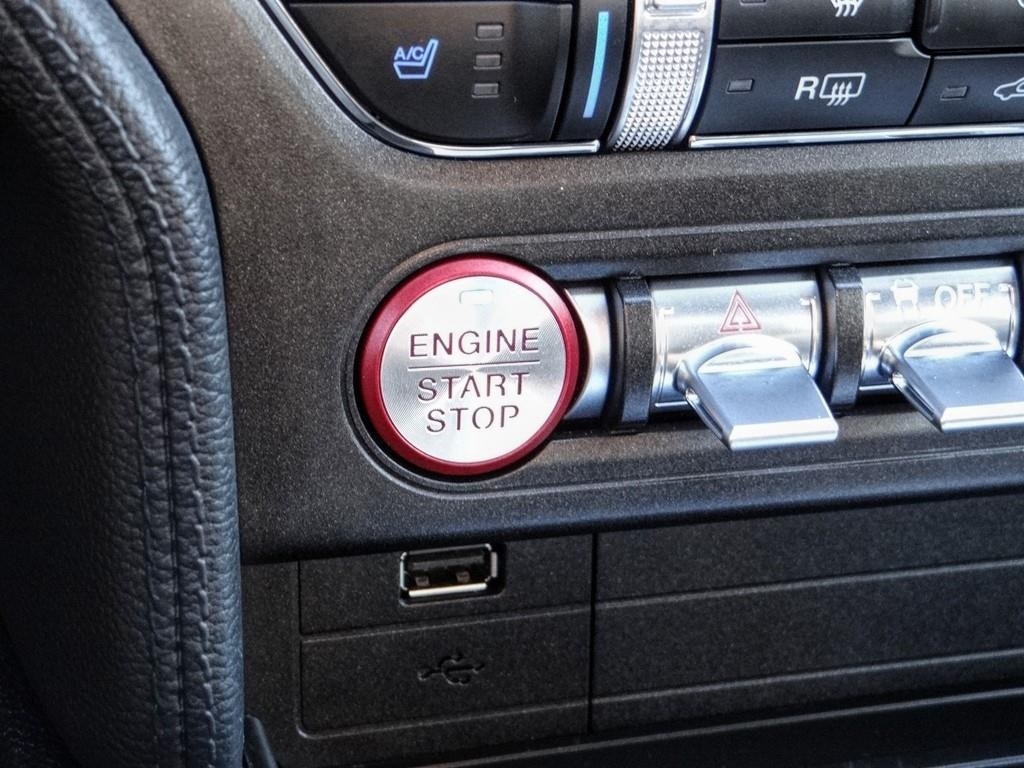 A/C
R
ENGINE
START
STOP
OFF